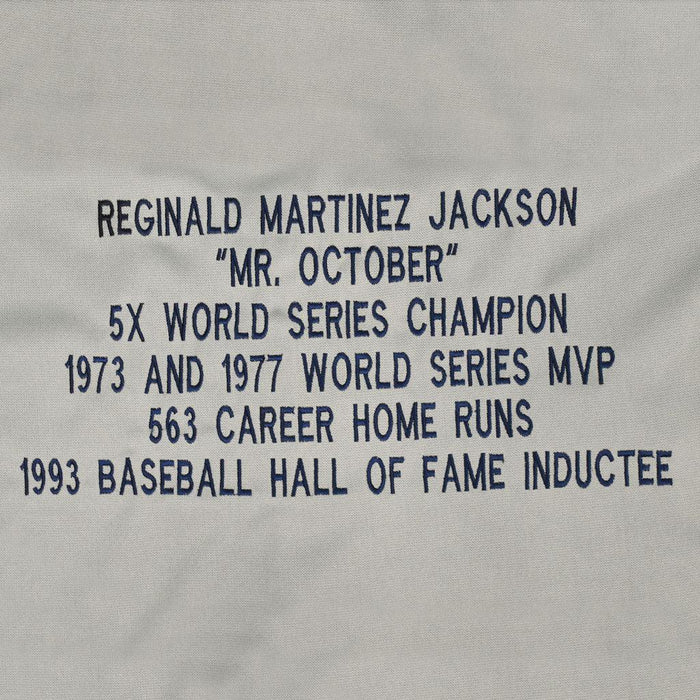 REGINALD MARTINEZ JACKSON
"MR. OCTOBER"
5X WORLD SERIES CHAMPION
1973 AND 1977 WORLD SERIES MVP
563 CAREER HOME RUNS
1993 BASEBALL HALL OF FAME INDUCTEE